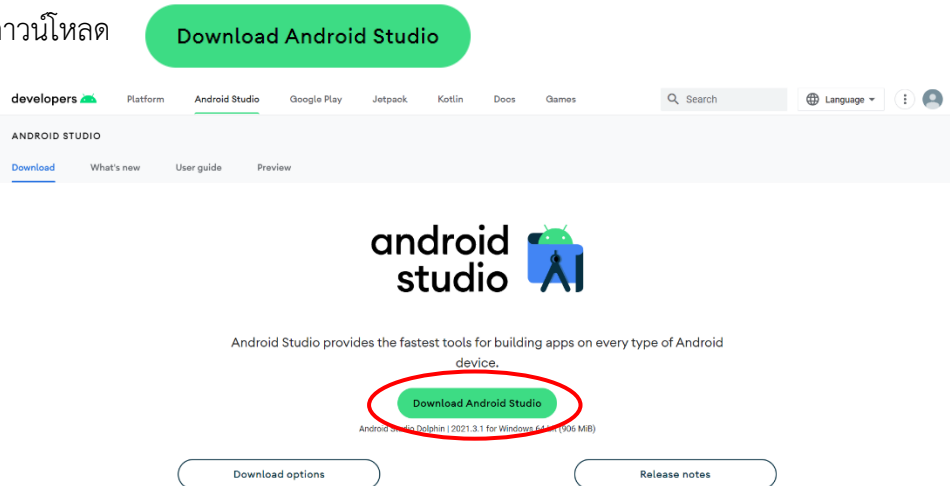 าวน์โหลด Download Android Studio
developers Platform Android Studio Google Play Jetpack Kotlin Docs Games Search Language
ANDROID STUDIO
Download What's new User guide Preview
android
studio
Android Studio provides the fastest tools for building apps on every type of Android
device.
Download Android Studio
Android Studio Dolphin | 2021.3.1 for Windows (906 MiB)
Download options Release notes